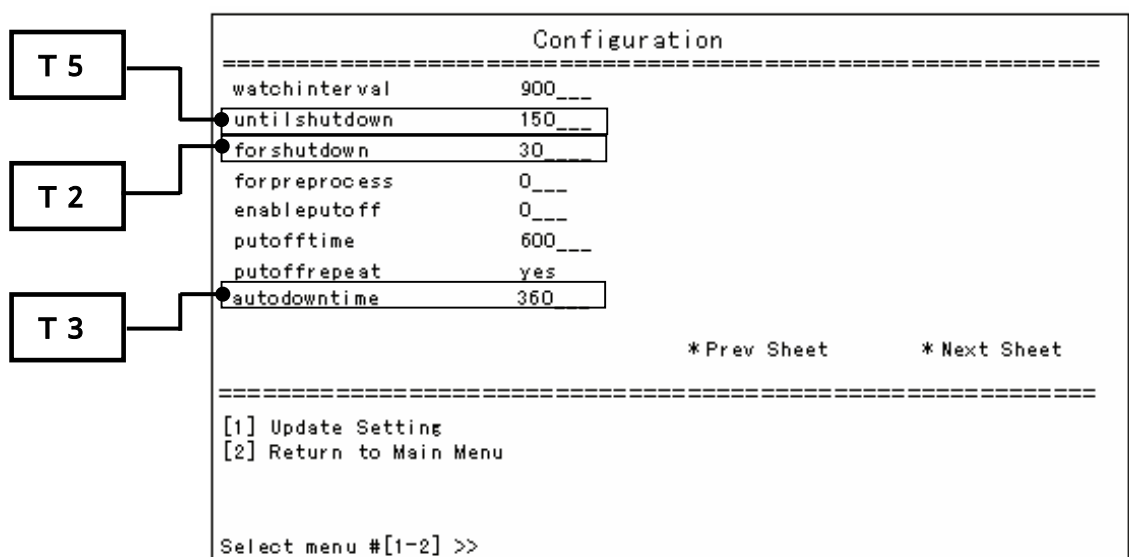 Configuration
============================================================
watchinterval 900___
T 5
untilshutdown 150___
forshutdown 30____
T 2
forpreprocess 0___
enableputoff 0___
putofftime 600___
putoffrepeat yes
autodowntime 360___
T 3
*Prev Sheet *Next Sheet
============================================================
[1] Update Setting
[2] Return to Main Menu
Select menu #[1-2] >>